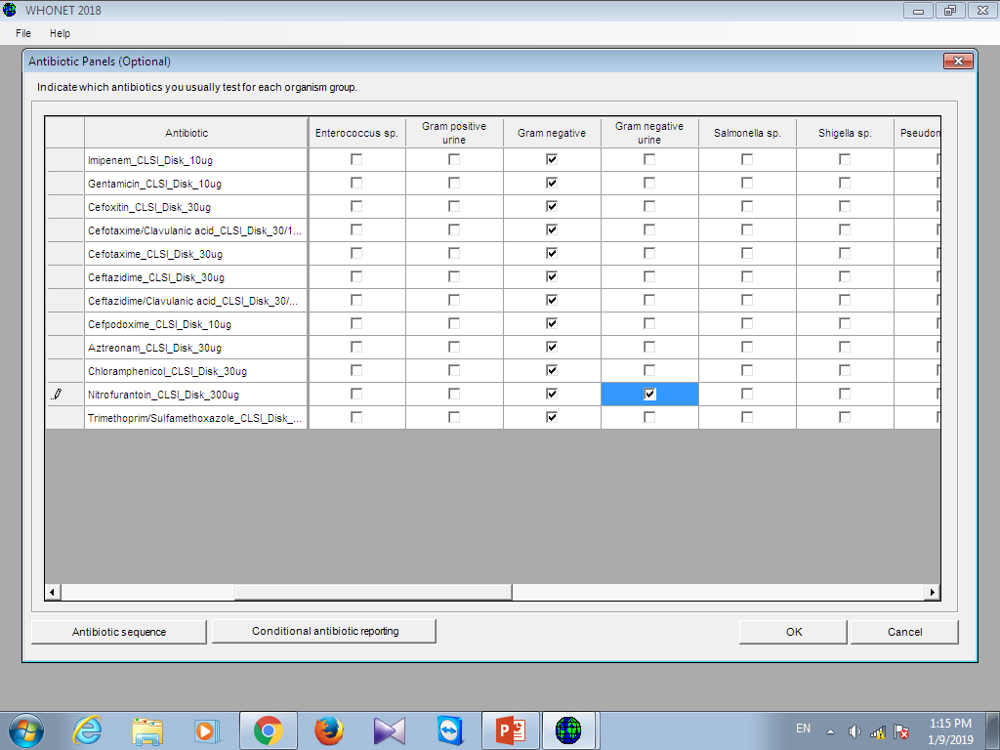 WHONET 2018
File Help
Antibiotic Panels (Optional)
Indicate which antibiotics you usually test for each organism group.
Antibiotic Enterococcus sp. Gram positive urine Gram negative Gram negative urine Salmonella sp. Shigella sp. Pseudom
Imipenem_CLSI_Disk_10ug
Gentamicin_CLSI_Disk_10ug
Cefoxitin_CLSI_Disk_30ug
Cefotaxime/Clavulanic acid_CLSI_Disk_30/1...
Cefotaxime_CLSI_Disk_30ug
Ceftazidime_CLSI_Disk_30ug
Ceftazidime/Clavulanic acid_CLSI_Disk_30/...
Cefpodoxime_CLSI_Disk_10ug
Aztreonam_CLSI_Disk_30ug
Chloramphenicol_CLSI_Disk_30ug
Nitrofurantoin_CLSI_Disk_300ug
Trimethoprim/Sulfamethoxazole_CLSI_Disk_...
Antibiotic sequence Conditional antibiotic reporting OK Cancel
EN 1:15 PM
1/9/2019